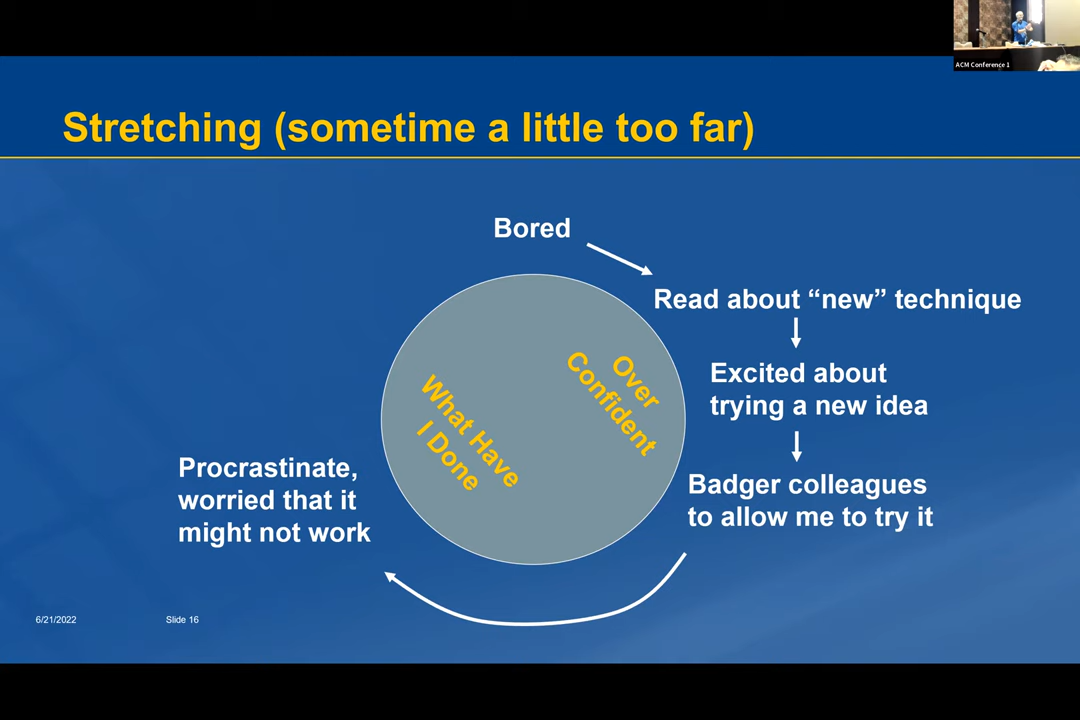 ACM Conference 1
Stretching (sometime a little too far)
Bored
Read about “new” technique
Excited about
trying a new idea
Badger colleagues
to allow me to try it
Over
Confident
What Have
I Done
Procrastinate,
worried that it
might not work
6/21/2022
Slide 16